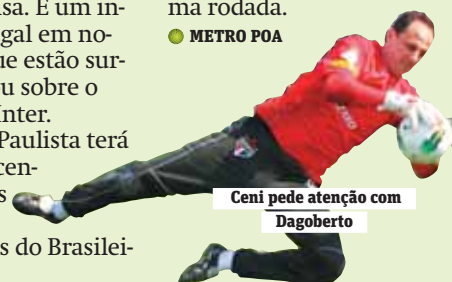 sa. É um in-
gal em no-
ue estão sur-
u sobre o
Inter.
Paulista terá
cen-
s
s do Brasilei-
ma rodada.
METRO POA
Ceni pede atenção com
Dagoberto